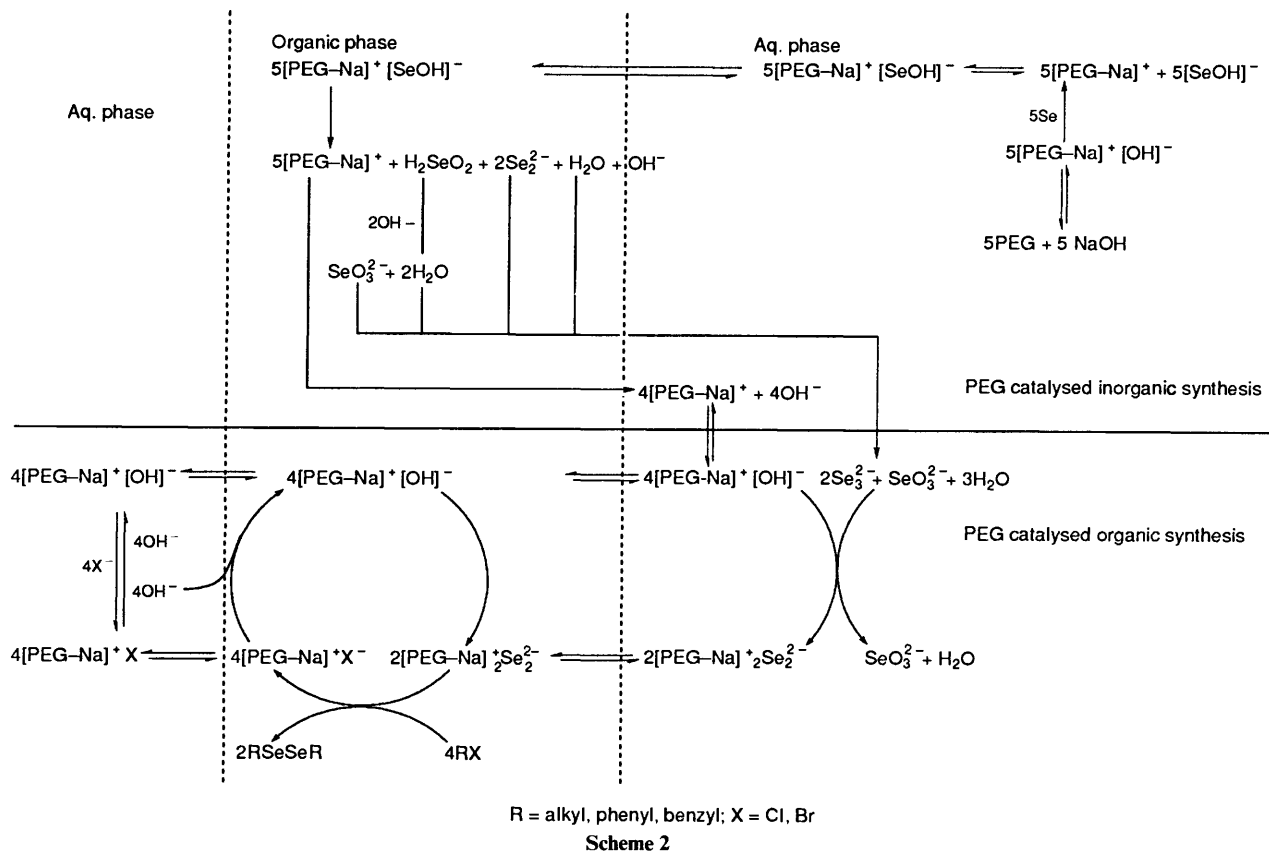 Organic phase
5[PEG–Na]⁺ [SeOH]⁻
Aq. phase
5[PEG–Na]⁺ [SeOH]⁻
5[PEG–Na]⁺ + 5[SeOH]⁻
Aq. phase
5Se
5[PEG–Na]⁺ [OH]⁻
5[PEG–Na]⁺ + H₂SeO₂ + 2Se₂²⁻ + H₂O + OH⁻
2OH –
5PEG + 5 NaOH
SeO₃²⁻ + 2H₂O
4[PEG–Na]⁺ + 4OH⁻
PEG catalysed inorganic synthesis
4[PEG–Na]⁺ [OH]⁻
4[PEG–Na]⁺ [OH]⁻
4[PEG-Na]⁺ [OH]⁻
2Se₃²⁻ + SeO₃²⁻ + 3H₂O
PEG catalysed organic synthesis
4OH⁻
4X⁻
4OH⁻
4[PEG–Na]⁺ X⁻
4[PEG–Na]⁺X⁻
2[PEG–Na]⁺₂Se₂²⁻
2[PEG–Na]⁺₂Se₂²⁻
SeO₃²⁻ + H₂O
2RSeSeR
4RX
R = alkyl, phenyl, benzyl; X = Cl, Br
Scheme 2